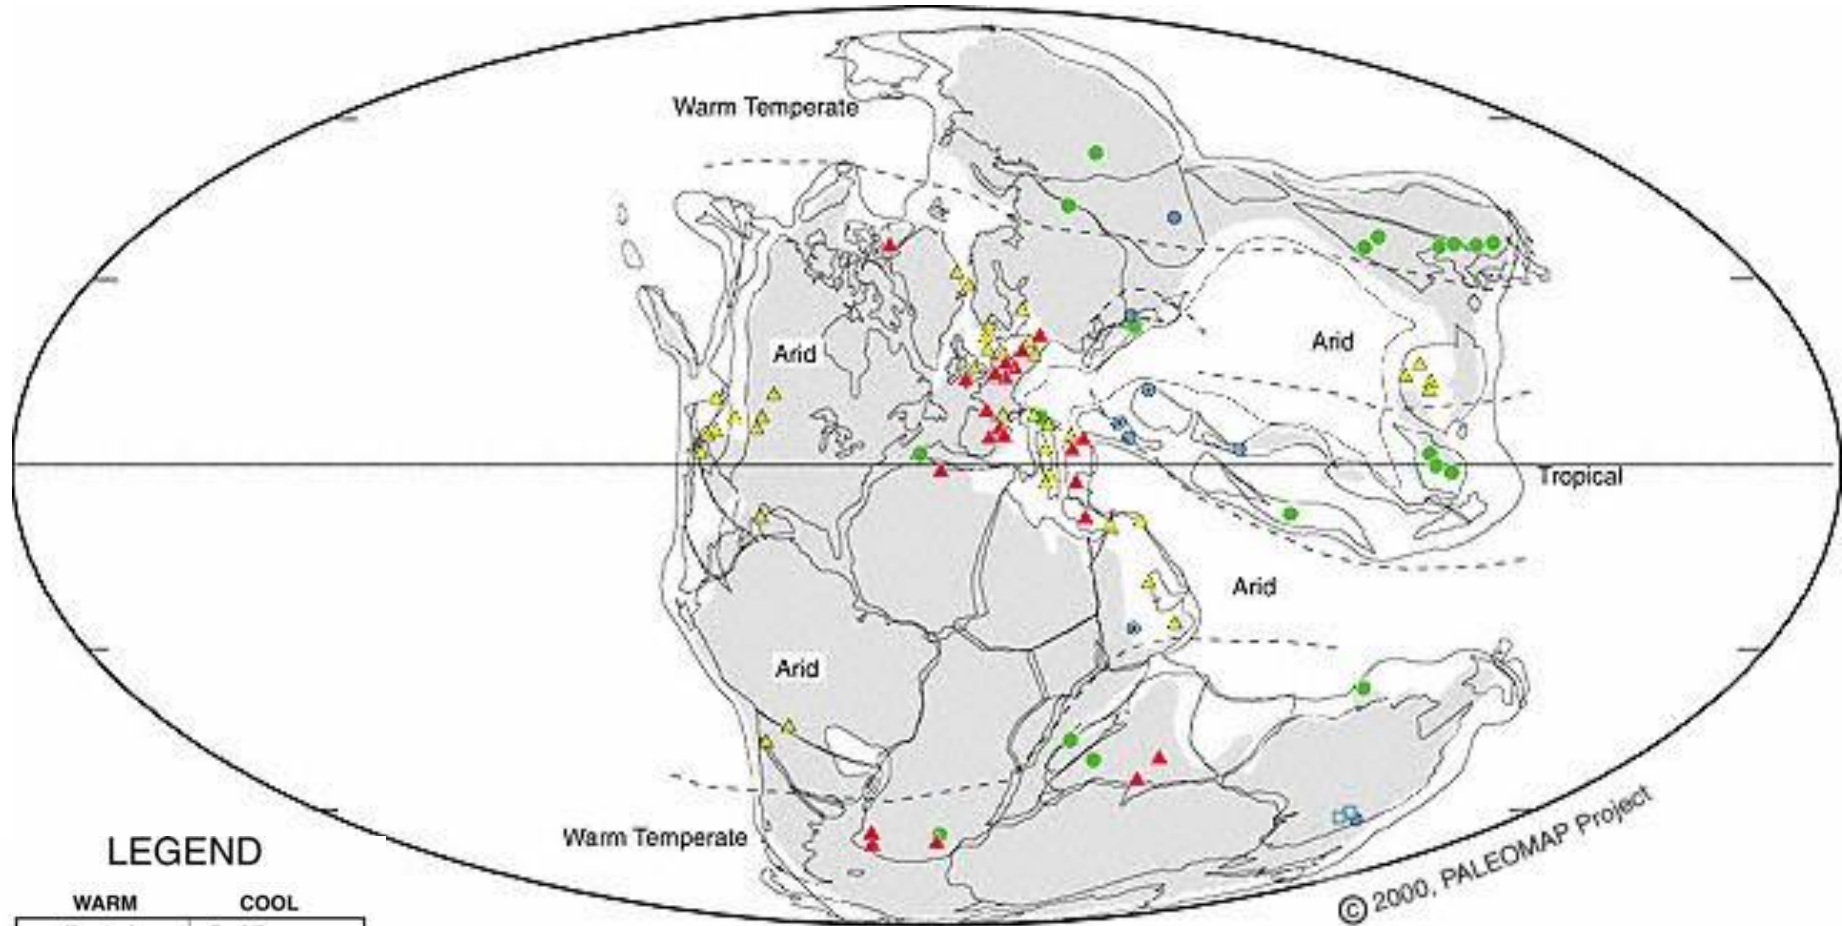 Warm Temperate
Arid
Arid
Tropical
Arid
Arid
Warm Temperate
© 2000, PALEOMAP Project
LEGEND
WARM COOL